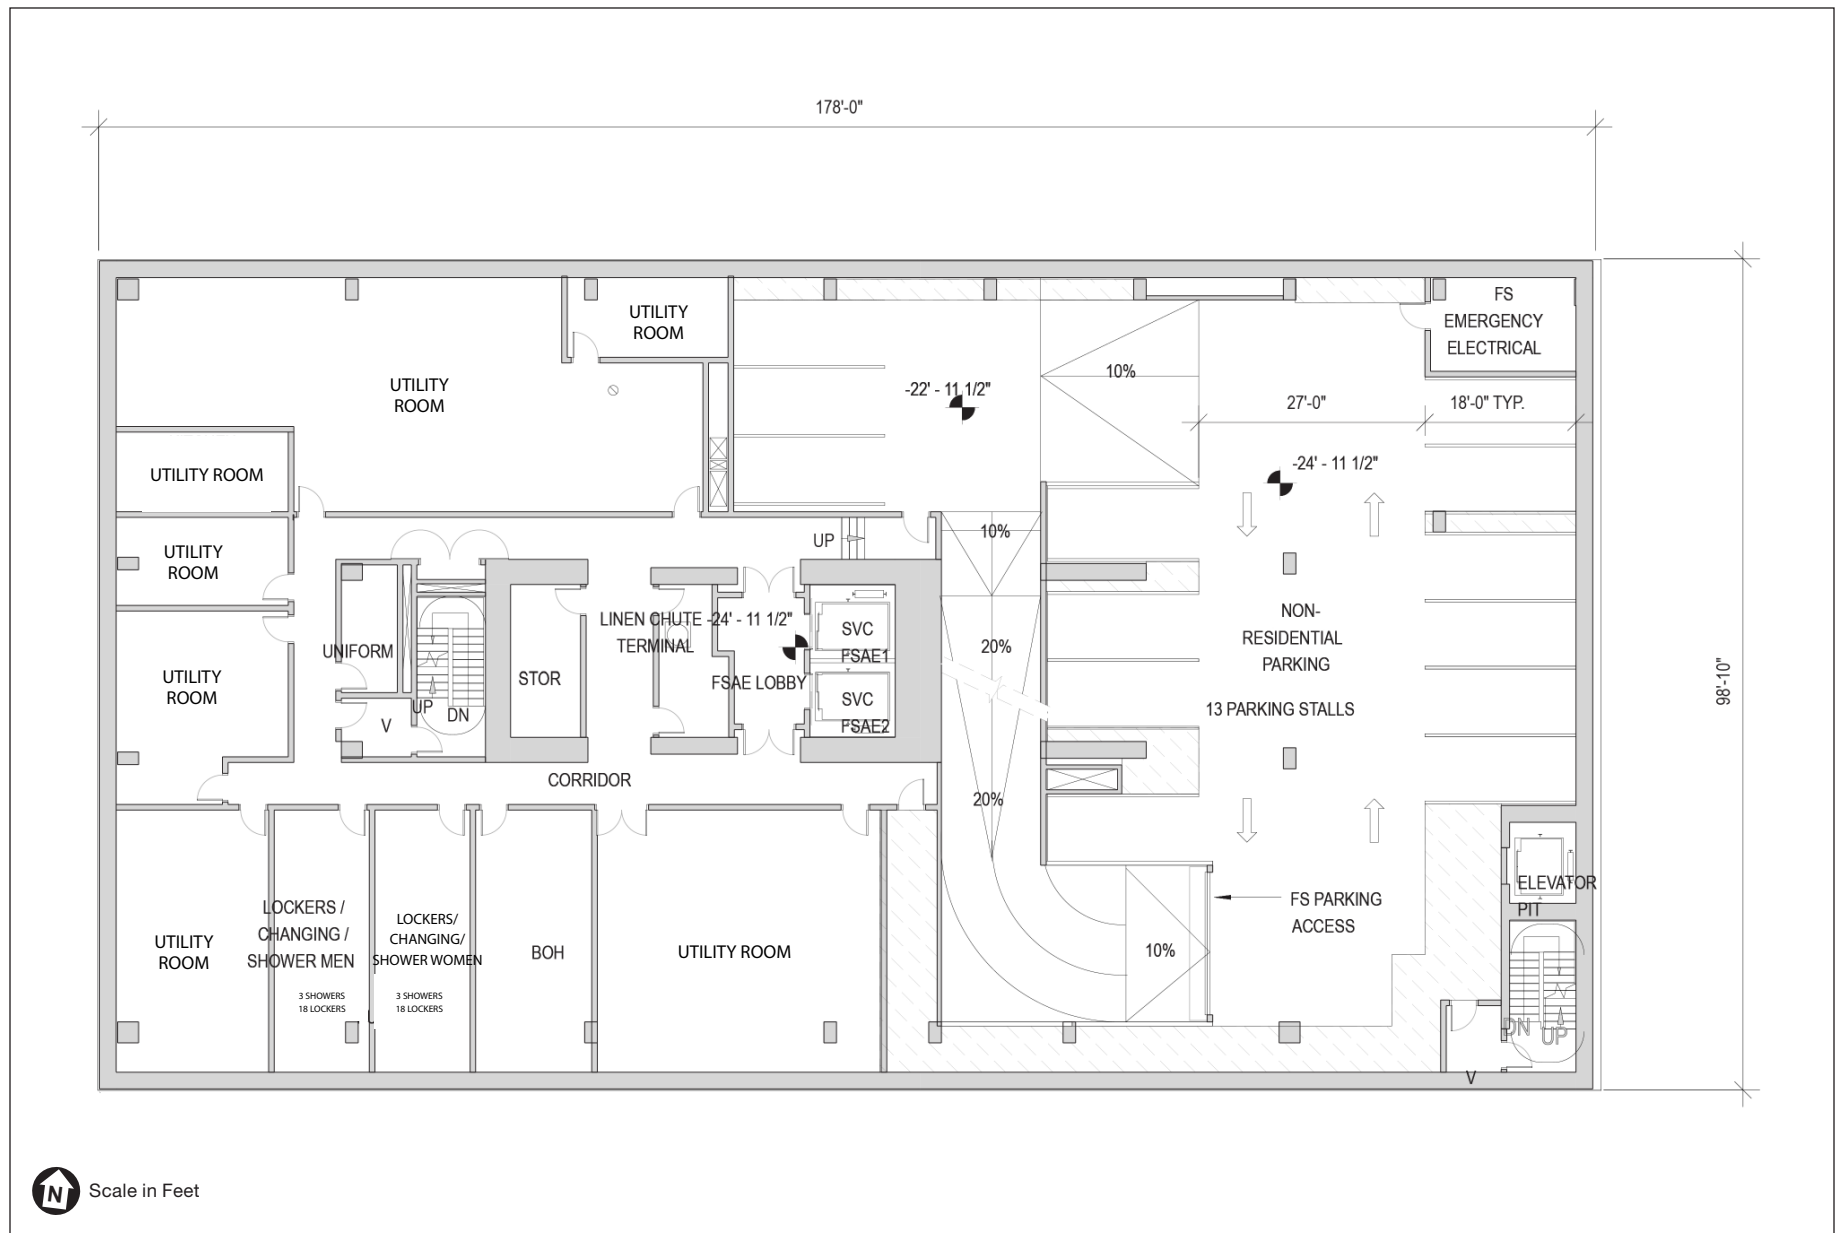 178'-0"
UTILITY
ROOM
FS
EMERGENCY
ELECTRICAL
UTILITY
ROOM
10%
-22' - 11 1/2"
27'-0"
18'-0" TYP.
UTILITY ROOM
-24' - 11 1/2"
UP
10%
UTILITY
ROOM
LINEN CHUTE
TERMINAL
-24' - 11 1/2"
SVC
FSAE1
NON-
RESIDENTIAL
PARKING
20%
UNIFORM
UTILITY
ROOM
STOR
FSAE LOBBY
SVC
FSAE2
98'-10"
UP
DN
V
13 PARKING STALLS
CORRIDOR
20%
ELEVATOR
PIT
FS PARKING
ACCESS
LOCKERS /
CHANGING /
SHOWER MEN
3 SHOWERS
18 LOCKERS
LOCKERS/
CHANGING/
SHOWER WOMEN
3 SHOWERS
18 LOCKERS
UTILITY
ROOM
BOH
UTILITY ROOM
10%
DN
UP
V
N
Scale in Feet